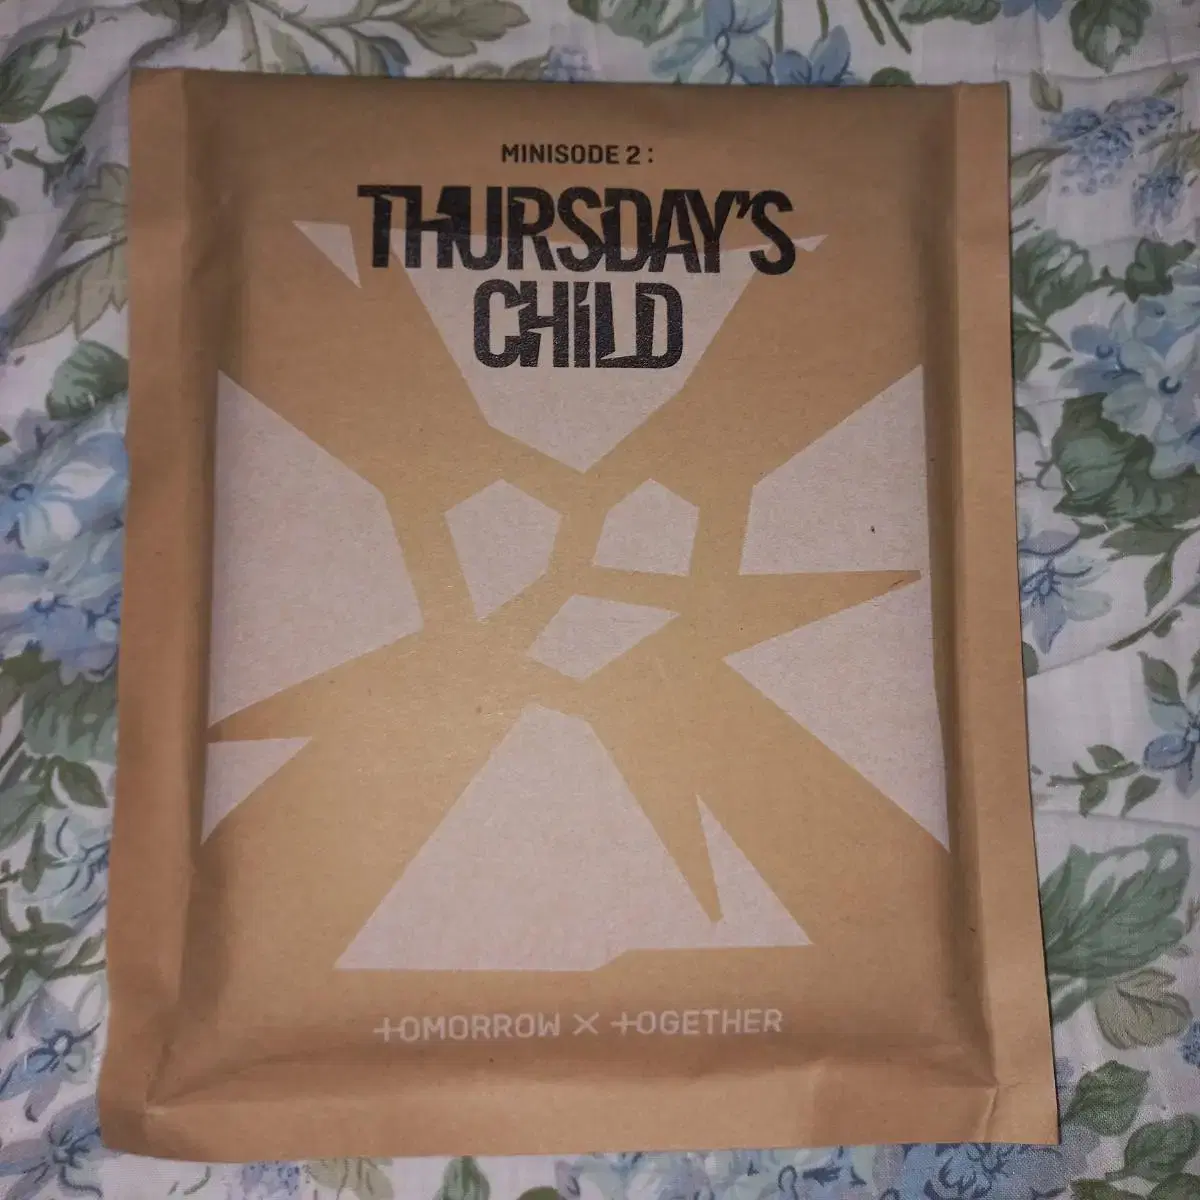 MINISODE 2:
THURSDAY'S
CHILD
TOMORROW X TOGETHER